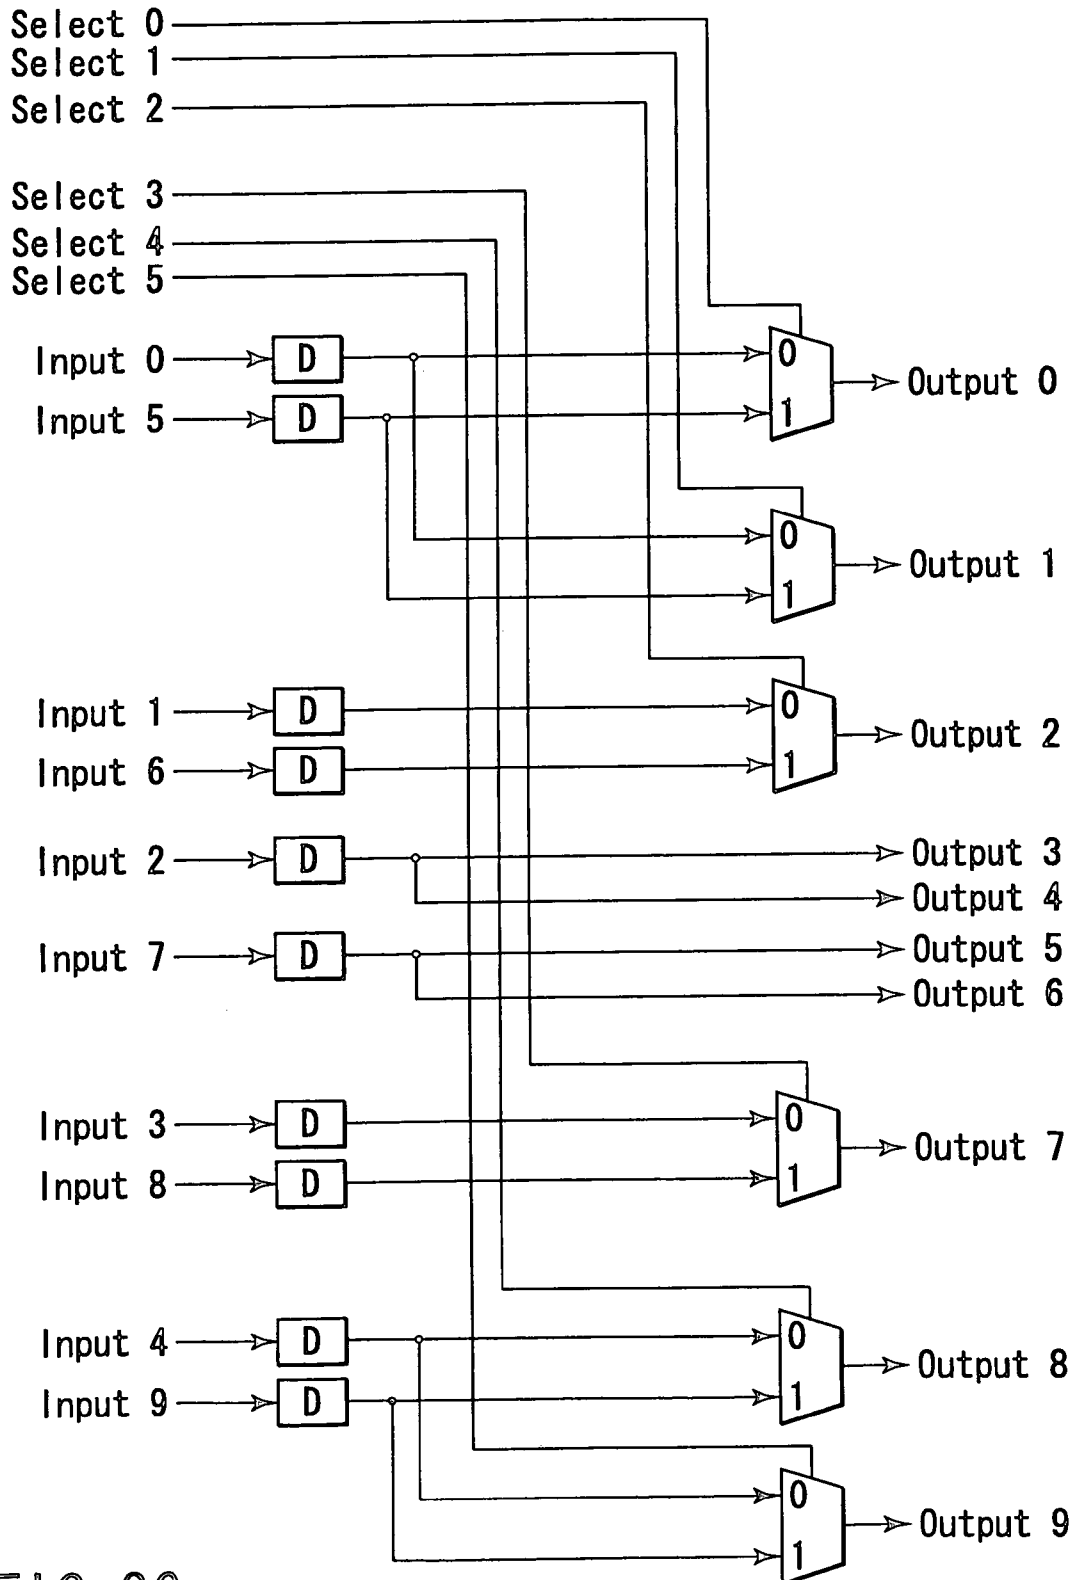 Select 0
Select 1
Select 2
Select 3
Select 4
Select 5
Input 0 D 0 Output 0
Input 5 D 1
0 Output 1
1
Input 1 D 0 Output 2
Input 6 D 1
Input 2 D Output 3
Output 4
Input 7 D Output 5
Output 6
Input 3 D 0 Output 7
Input 8 D 1
Input 4 D 0 Output 8
Input 9 D 1
0 Output 9
1